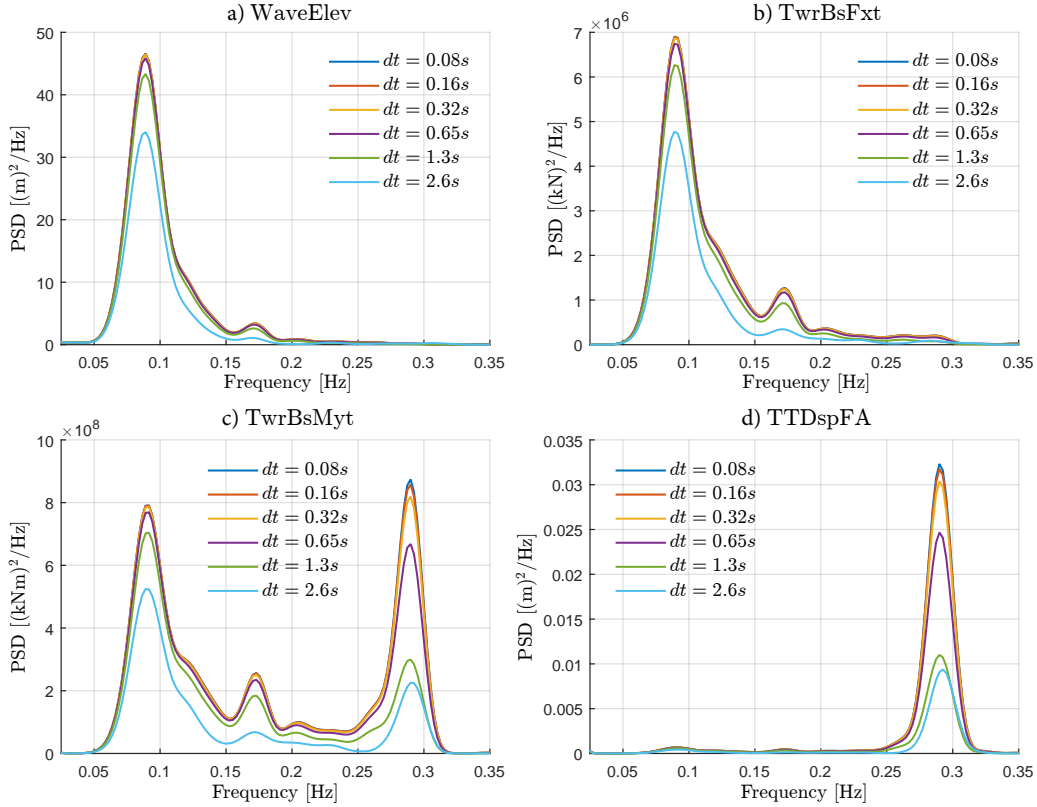 a) WaveElev
PSD [(m)²/Hz]
50
40
30
20
10
0
dt = 0.08s
dt = 0.16s
dt = 0.32s
dt = 0.65s
dt = 1.3s
dt = 2.6s
0.05 0.1 0.15 0.2 0.25 0.3 0.35
Frequency [Hz]
b) TwrBsFxt
×10⁶
PSD [(kN)²/Hz]
7
6
5
4
3
2
1
0
dt = 0.08s
dt = 0.16s
dt = 0.32s
dt = 0.65s
dt = 1.3s
dt = 2.6s
0.05 0.1 0.15 0.2 0.25 0.3 0.35
Frequency [Hz]
c) TwrBsMyt
×10⁸
PSD [(kNm)²/Hz]
10
8
6
4
2
0
dt = 0.08s
dt = 0.16s
dt = 0.32s
dt = 0.65s
dt = 1.3s
dt = 2.6s
0.05 0.1 0.15 0.2 0.25 0.3 0.35
Frequency [Hz]
d) TTDspFA
PSD [(m)²/Hz]
0.035
0.03
0.025
0.02
0.015
0.01
0.005
0
dt = 0.08s
dt = 0.16s
dt = 0.32s
dt = 0.65s
dt = 1.3s
dt = 2.6s
0.05 0.1 0.15 0.2 0.25 0.3 0.35
Frequency [Hz]